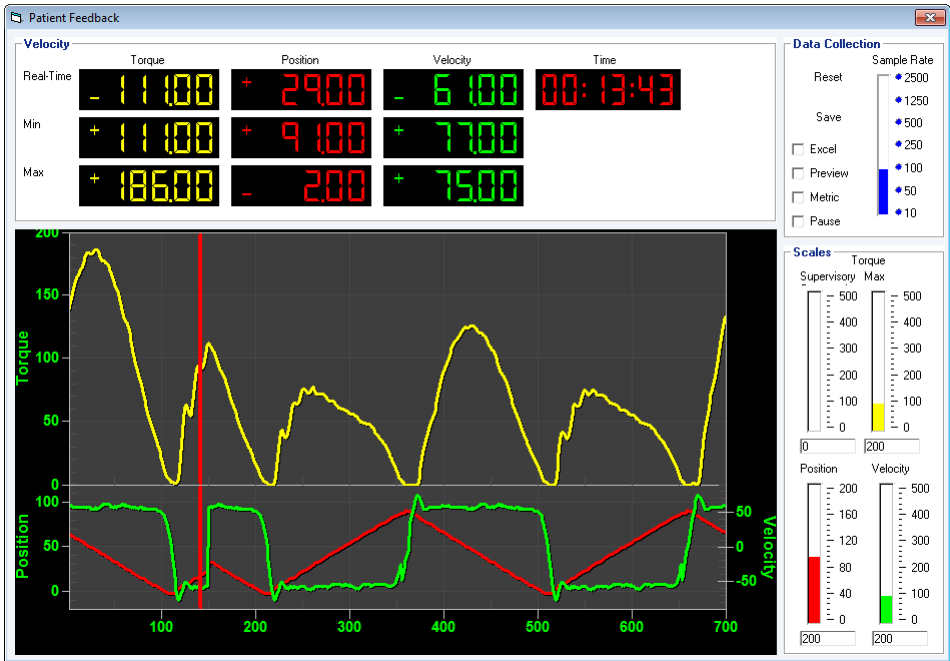 Patient Feedback
Velocity
Torque Position Velocity Time
Real-Time - 111.00 + 29.00 - 61.00 00:13:43
Min + 111.00 + 91.00 + 77.00
Max + 186.00 - 2.00 + 75.00
Data Collection
Sample Rate
Reset 2500
1250
Save 500
Excel 250
Preview 100
Metric 50
Pause 10
Scales
Torque
Supervisory Max
500 500
400 400
300 300
200 200
100 100
0 0
0 200
Position Velocity
200 500
160 400
120 300
80 200
40 100
0 0
200 200
200
150
100
50
0
Torque
100
50
0
Position
50
0
-50
Velocity
100 200 300 400 500 600 700